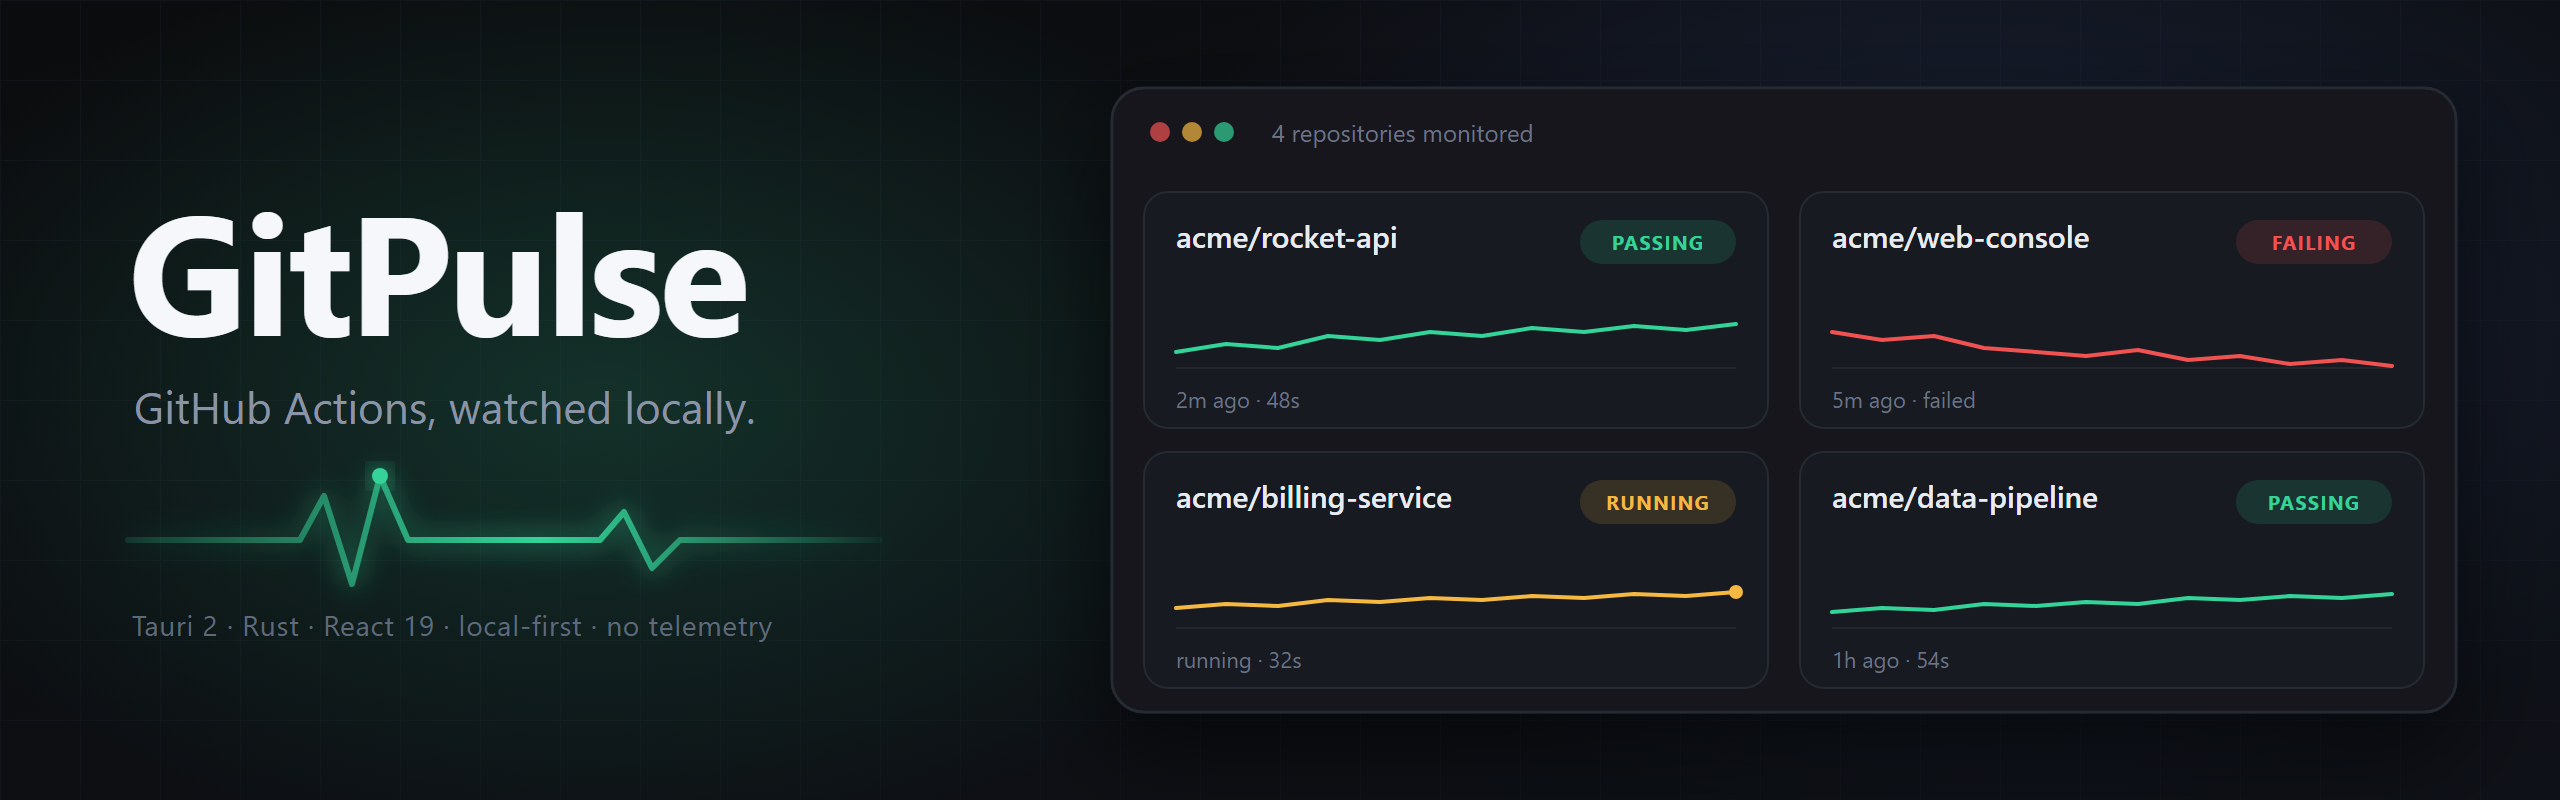 GitPulse
GitHub Actions, watched locally.
Tauri 2 · Rust · React 19 · local-first · no telemetry
4 repositories monitored
acme/rocket-api
PASSING
2m ago · 48s
acme/web-console
FAILING
5m ago · failed
acme/billing-service
RUNNING
running · 32s
acme/data-pipeline
PASSING
1h ago · 54s